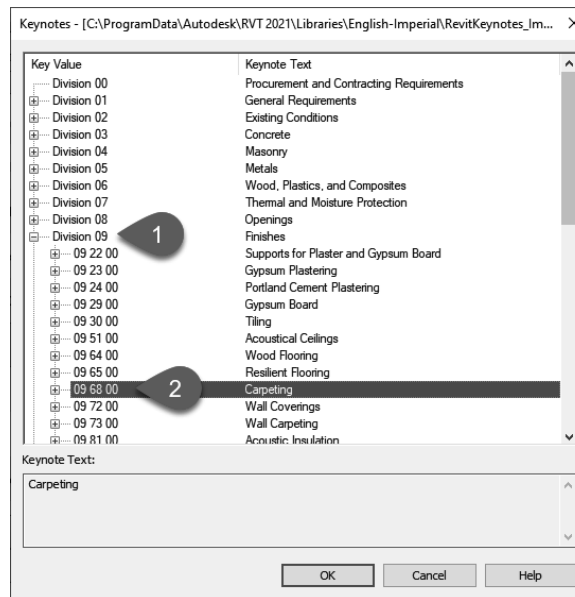 Keynotes - [C:\ProgramData\Autodesk\RVT 2021\Libraries\English-Imperial\RevitKeynotes_Im...
Key Value Keynote Text
Division 00 Procurement and Contracting Requirements
Division 01 General Requirements
Division 02 Existing Conditions
Division 03 Concrete
Division 04 Masonry
Division 05 Metals
Division 06 Wood, Plastics, and Composites
Division 07 Thermal and Moisture Protection
Division 08 Openings
Division 09 1 Finishes
09 22 00 Supports for Plaster and Gypsum Board
09 23 00 Gypsum Plastering
09 24 00 Portland Cement Plastering
09 29 00 Gypsum Board
09 30 00 Tiling
09 51 00 Acoustical Ceilings
09 64 00 Wood Flooring
09 65 00 Resilient Flooring
09 68 00 2 Carpeting
09 72 00 Wall Coverings
09 73 00 Wall Carpeting
09 81 00 Acoustic Insulation
Keynote Text:
Carpeting
OK Cancel Help